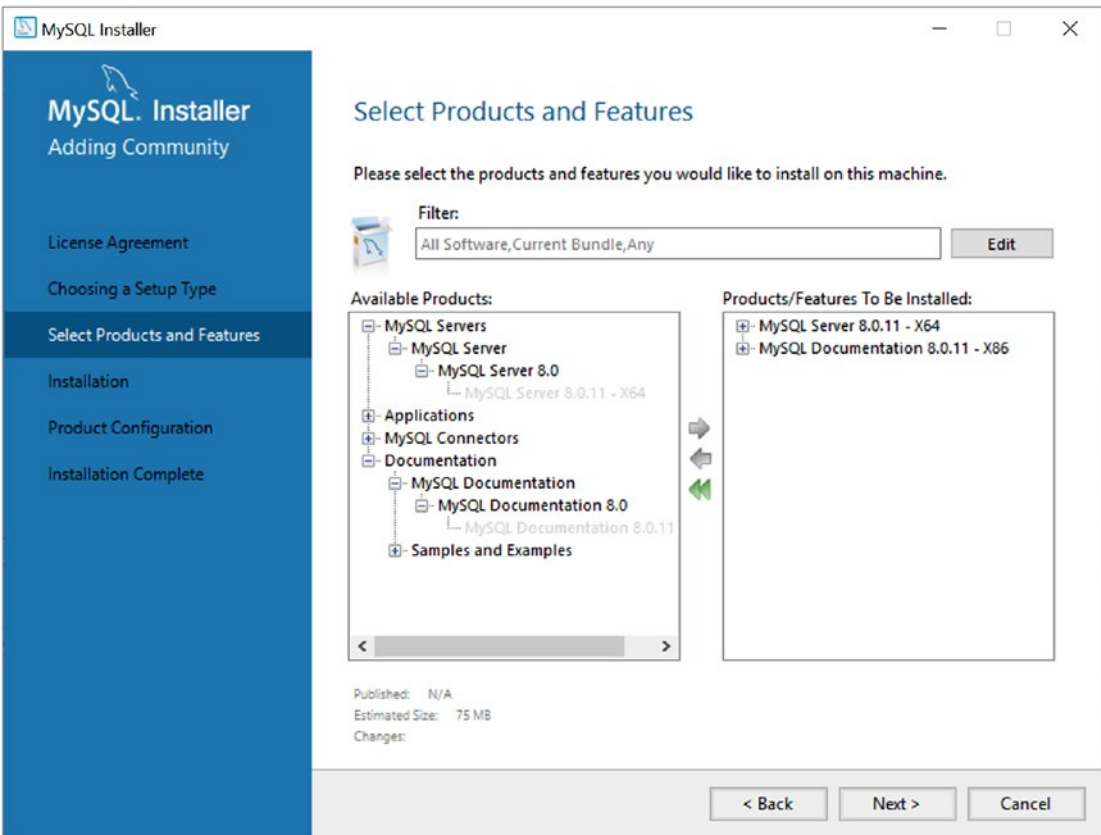 MySQL Installer
MySQL. Installer
Adding Community
License Agreement
Choosing a Setup Type
Select Products and Features
Installation
Product Configuration
Installation Complete
Select Products and Features
Please select the products and features you would like to install on this machine.
Filter:
All Software,Current Bundle,Any
Edit
Available Products:
MySQL Servers
MySQL Server
MySQL Server 8.0
MySQL Server 8.0.11 - X64
Applications
MySQL Connectors
Documentation
MySQL Documentation
MySQL Documentation 8.0
MySQL Documentation 8.0.11
Samples and Examples
Products/Features To Be Installed:
MySQL Server 8.0.11 - X64
MySQL Documentation 8.0.11 - X86
Published: N/A
Estimated Size: 75 MB
Changes:
< Back
Next >
Cancel